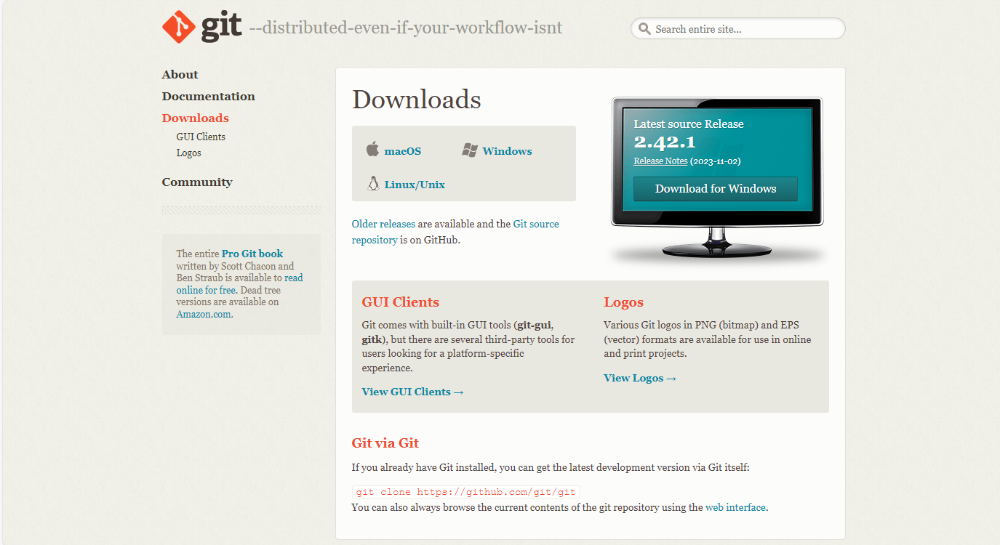 git --distributed-even-if-your-workflow-isnt
Search entire site...
About
Documentation
Downloads
GUI Clients
Logos
Community
The entire Pro Git book
written by Scott Chacon and
Ben Straub is available to read
online for free. Dead tree
versions are available on
Amazon.com.
Downloads
macOS
Windows
Linux/Unix
Older releases are available and the Git source
repository is on GitHub.
Latest source Release
2.42.1
Release Notes (2023-11-02)
Download for Windows
GUI Clients
Git comes with built-in GUI tools (git-gui,
gitk), but there are several third-party tools for
users looking for a platform-specific
experience.
View GUI Clients →
Logos
Various Git logos in PNG (bitmap) and EPS
(vector) formats are available for use in online
and print projects.
View Logos →
Git via Git
If you already have Git installed, you can get the latest development version via Git itself:
git clone https://github.com/git/git
You can also always browse the current contents of the git repository using the web interface.